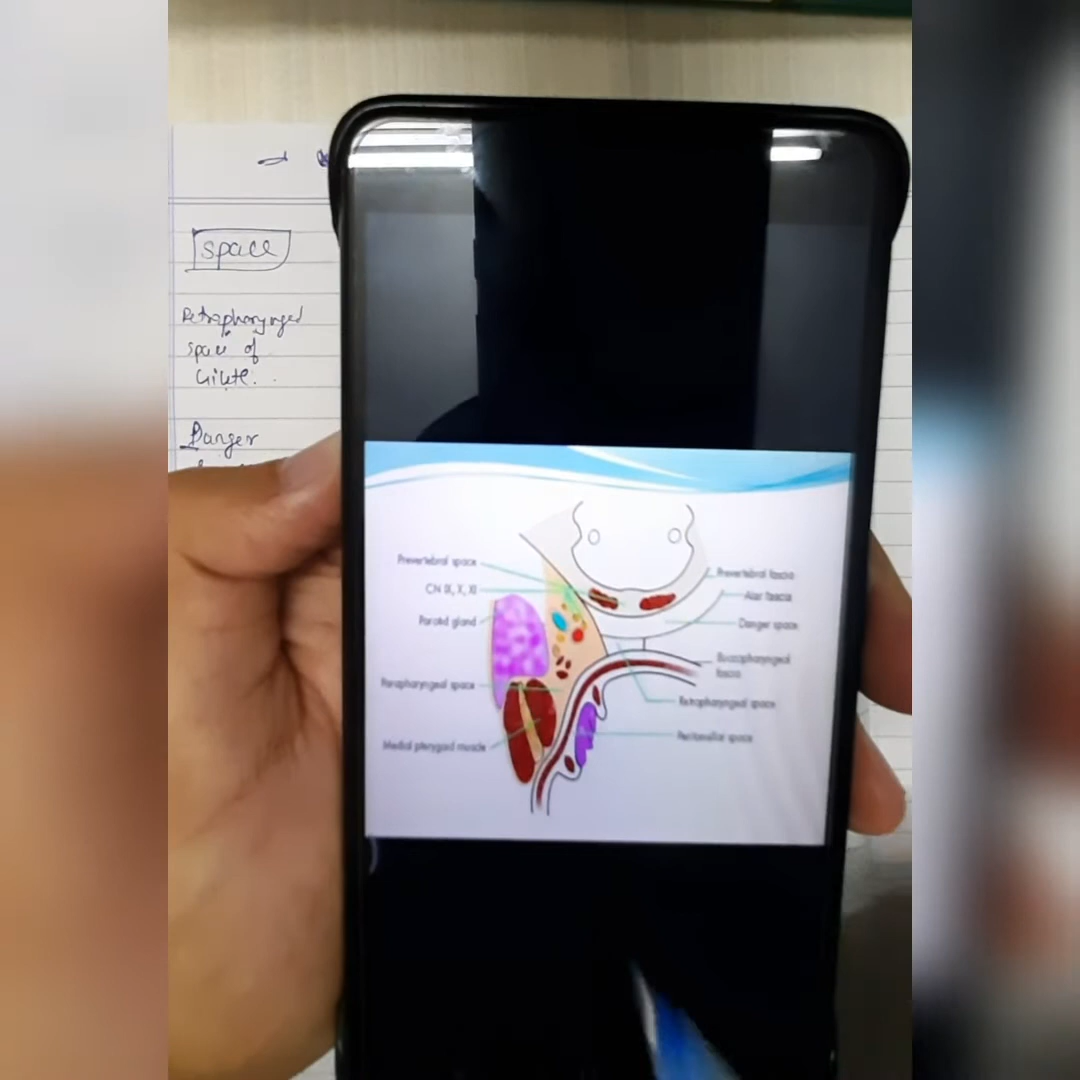 Space
Retropharyngeal
space of
Danger
Prevertebral space
CN IX, X, XI
Parotid gland
Parapharyngeal space
Medial pterygoid muscle
Prevertebral fascia
Alar fascia
Danger space
Buccopharyngeal
fascia
Retropharyngeal space
Peritonsillar space